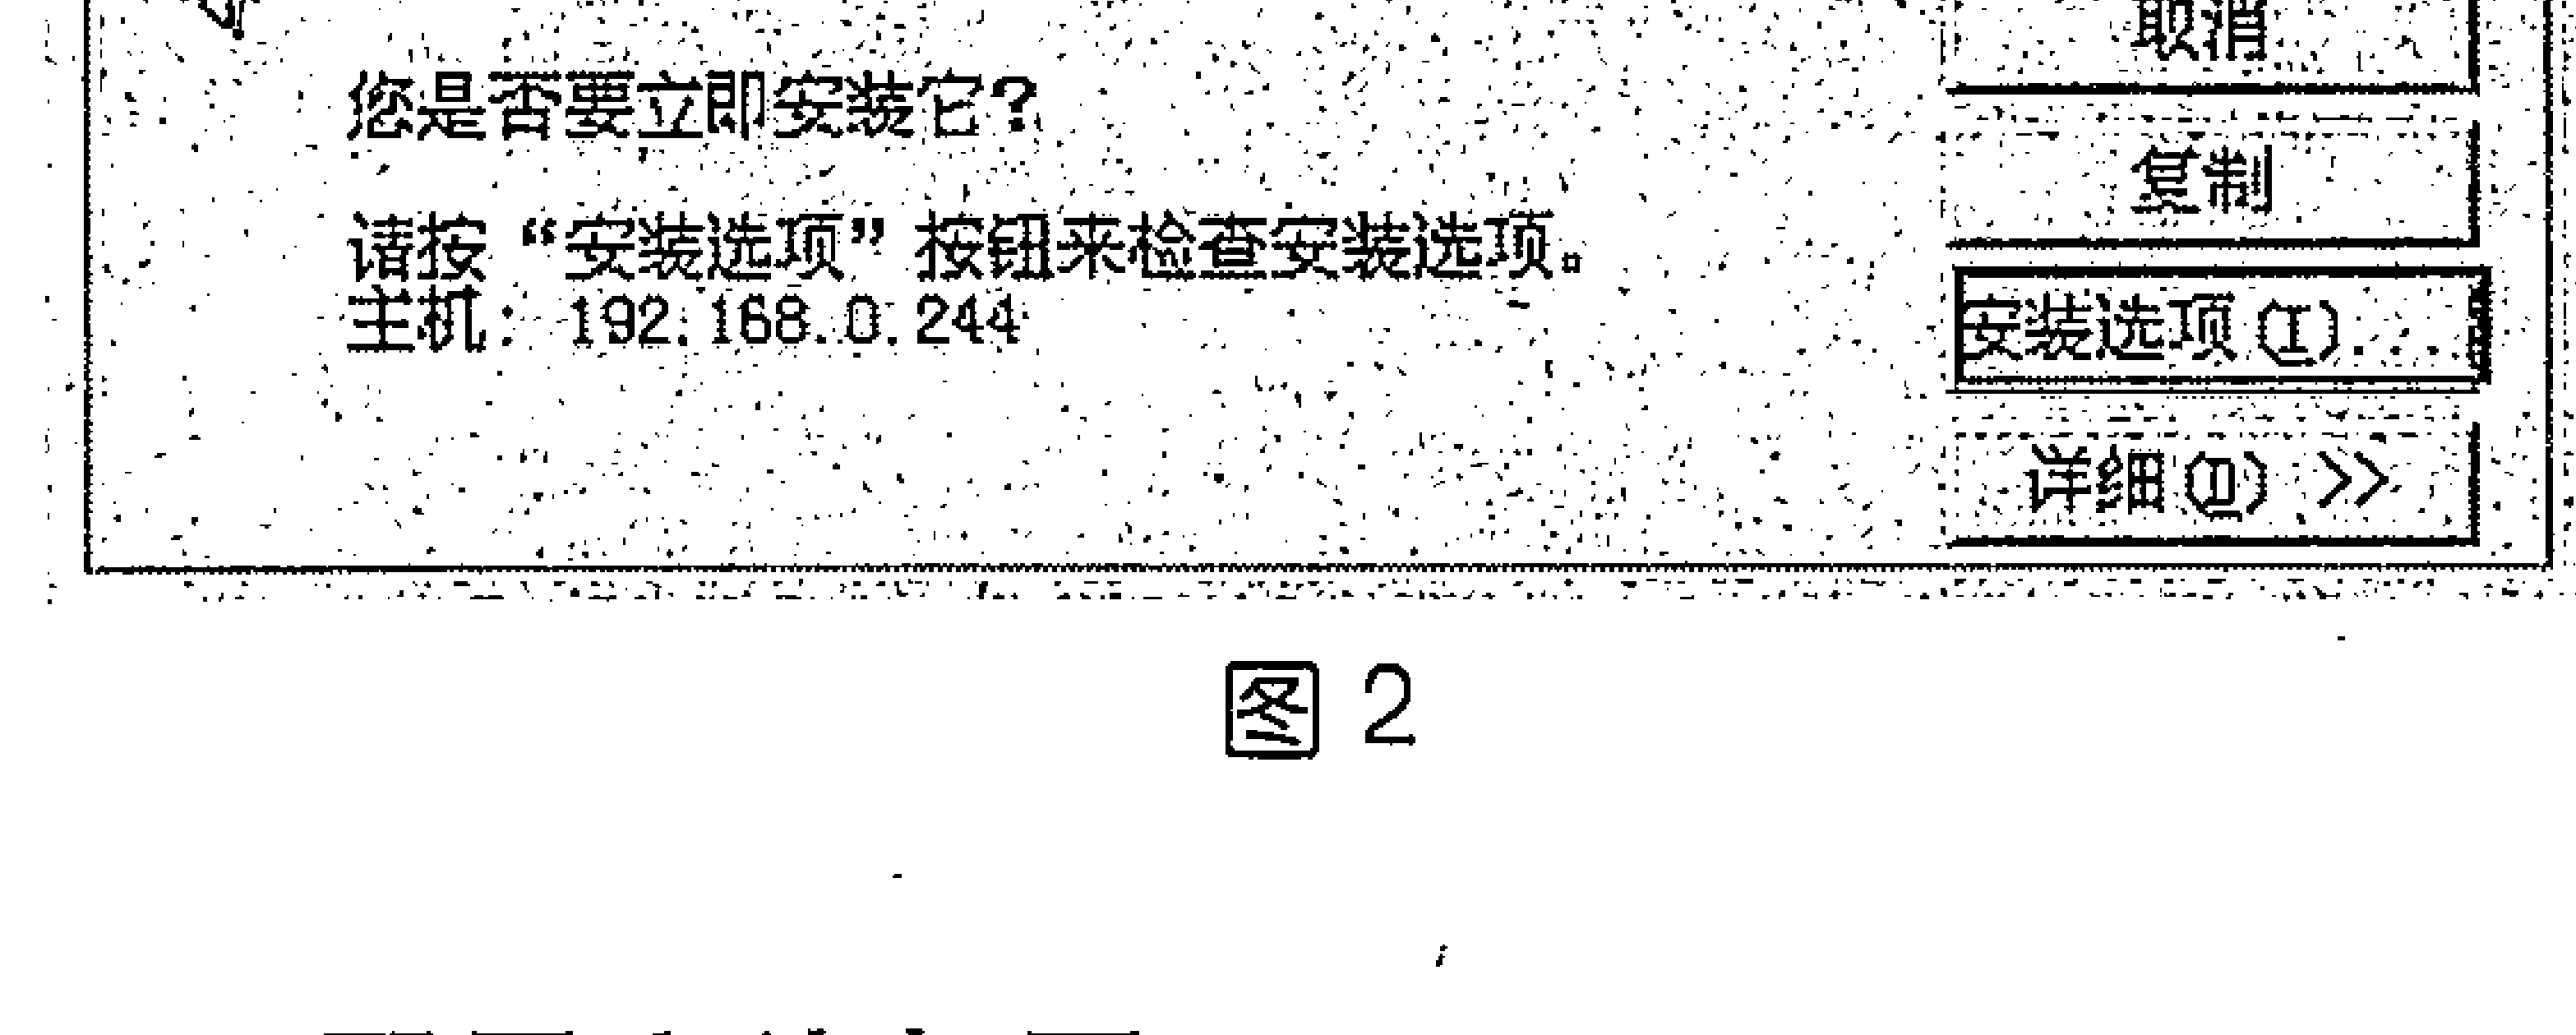 取消
您是否要立即安装它?
复制
请按“安装选项”按钮来检查安装选项。
主机: 192.168.0.244
安装选项(I)...
详细(D) >>
图 2